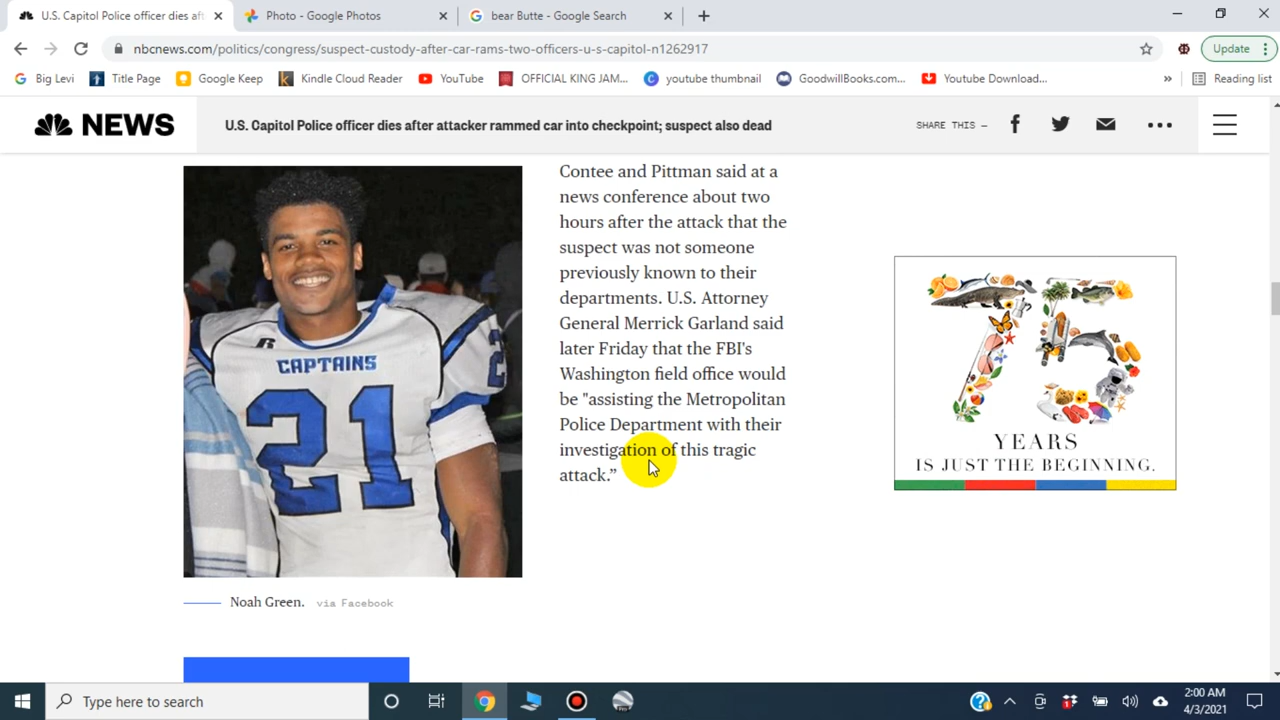 U.S. Capitol Police officer dies aft
Photo - Google Photos
bear Butte - Google Search
nbcnews.com/politics/congress/suspect-custody-after-car-rams-two-officers-u-s-capitol-n1262917
Update
Big Levi
Title Page
Google Keep
Kindle Cloud Reader
YouTube
OFFICIAL KING JAM...
youtube thumbnail
GoodwillBooks.com...
Youtube Download...
»
Reading list
NEWS
U.S. Capitol Police officer dies after attacker rammed car into checkpoint; suspect also dead
SHARE THIS —
Contee and Pittman said at a
news conference about two
hours after the attack that the
suspect was not someone
previously known to their
departments. U.S. Attorney
General Merrick Garland said
later Friday that the FBI's
Washington field office would
be "assisting the Metropolitan
Police Department with their
investigation of this tragic
attack.”
CAPTAINS
21
21
75
YEARS
IS JUST THE BEGINNING.
Noah Green. via Facebook
Type here to search
2:00 AM
4/3/2021